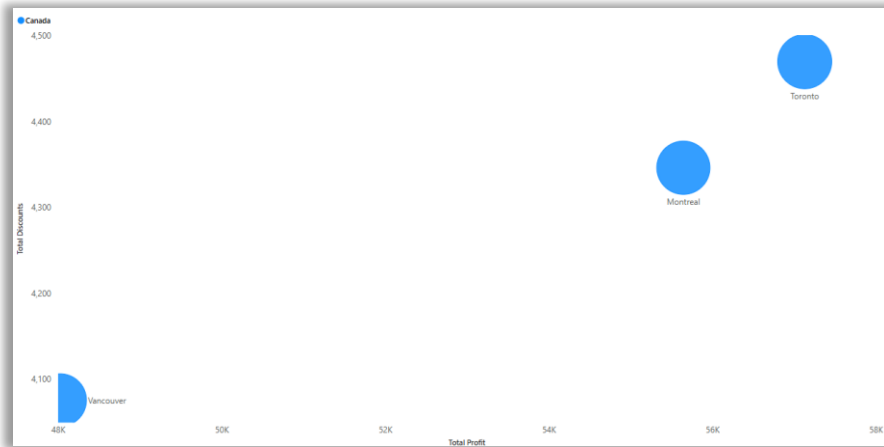 Canada
4,500
Toronto
4,400
Montreal
4,300
Total Discounts
4,200
4,100
Vancouver
48K 50K 52K 54K 56K 58K
Total Profit